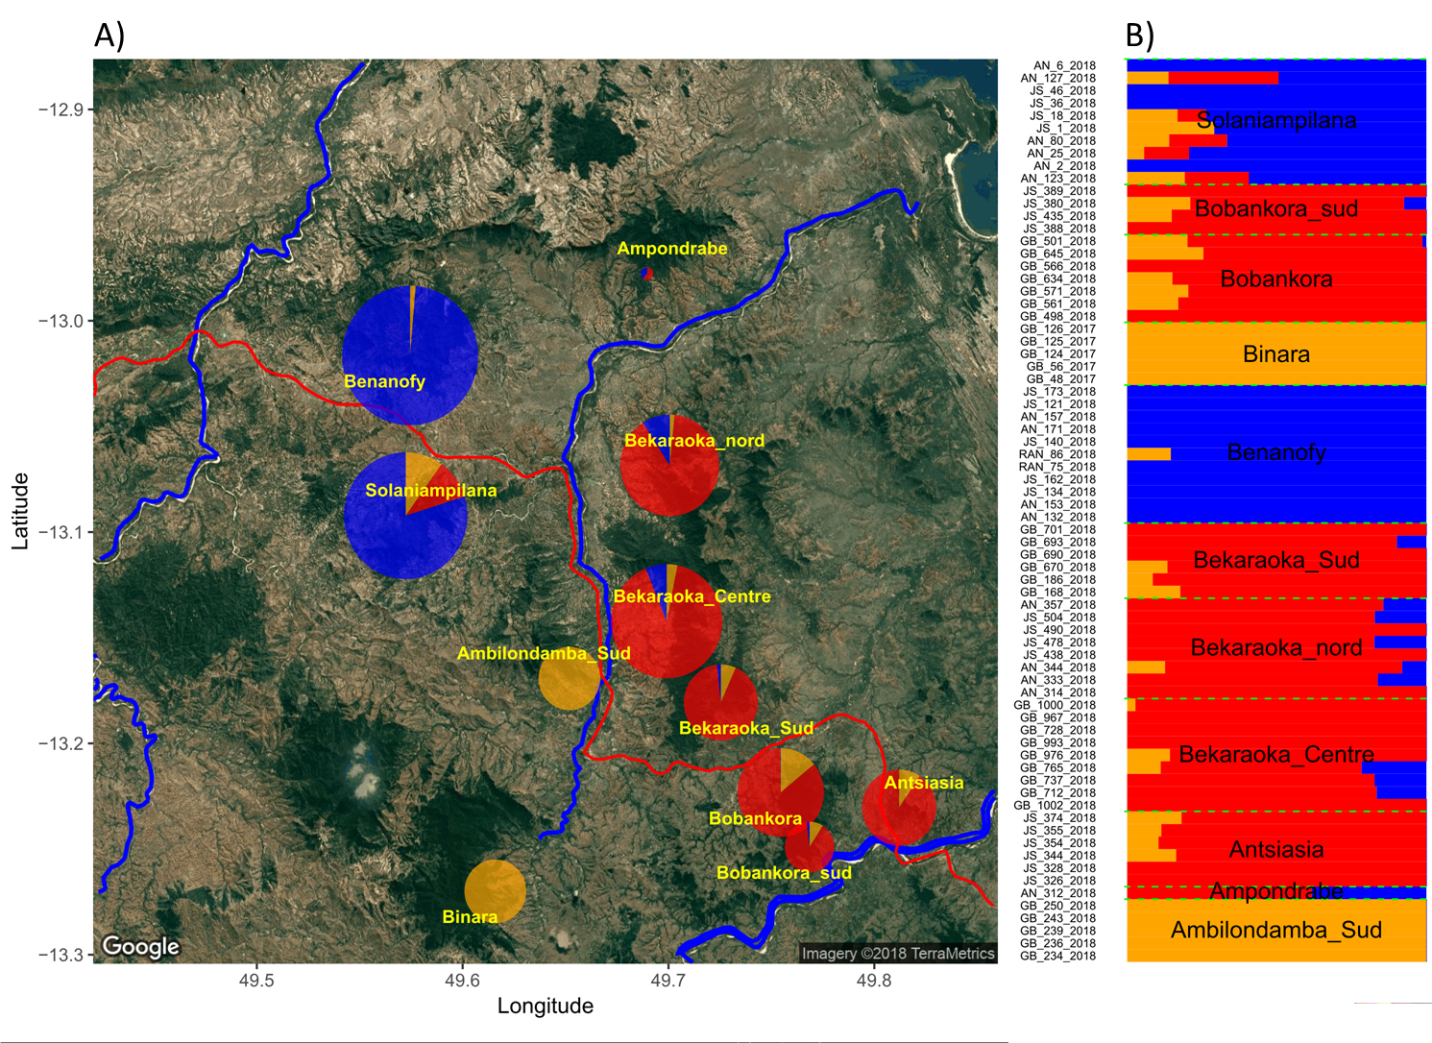 A)
B)
−12.9
−13.0
−13.1
−13.2
−13.3
Latitude
49.5
49.6
49.7
49.8
Longitude
Ampondrabe
Benanofy
Bekaraoka_nord
Solaniampilana
Bekaraoka_Centre
Ambilondamba_Sud
Bekaraoka_Sud
Antsiasia
Bobankora
Bobankora_sud
Binara
Google
Imagery ©2018 TerraMetrics
AN_6_2018
AN_127_2018
JS_46_2018
JS_36_2018
JS_18_2018
JS_1_2018
AN_80_2018
AN_25_2018
AN_2_2018
AN_123_2018
JS_389_2018
JS_380_2018
JS_435_2018
JS_388_2018
GB_501_2018
GB_645_2018
GB_566_2018
GB_634_2018
GB_571_2018
GB_561_2018
GB_498_2018
GB_126_2017
GB_125_2017
GB_124_2017
GB_56_2017
GB_48_2017
JS_173_2018
JS_121_2018
AN_157_2018
AN_171_2018
JS_140_2018
RAN_86_2018
RAN_75_2018
JS_162_2018
JS_134_2018
AN_153_2018
AN_132_2018
GB_701_2018
GB_693_2018
GB_690_2018
GB_670_2018
GB_186_2018
GB_168_2018
AN_357_2018
JS_504_2018
JS_490_2018
JS_478_2018
JS_438_2018
AN_344_2018
AN_333_2018
AN_314_2018
GB_1000_2018
GB_967_2018
GB_728_2018
GB_993_2018
GB_976_2018
GB_765_2018
GB_737_2018
GB_712_2018
GB_1002_2018
JS_374_2018
JS_355_2018
JS_354_2018
JS_344_2018
JS_328_2018
JS_326_2018
AN_312_2018
GB_250_2018
GB_243_2018
GB_239_2018
GB_236_2018
GB_234_2018
Solaniampilana
Bobankora_sud
Bobankora
Binara
Benanofy
Bekaraoka_Sud
Bekaraoka_nord
Bekaraoka_Centre
Antsiasia
Ampondrabe
Ambilondamba_Sud